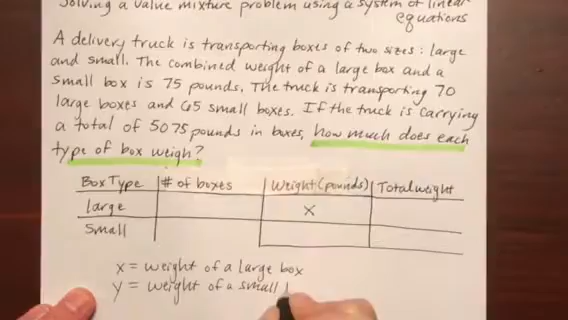 Solving a value mixture problem using a system of linear
equations
A delivery truck is transporting boxes of two sizes: large
and small. The combined weight of a large box and a
small box is 75 pounds. The truck is transporting 70
large boxes and 65 small boxes. If the truck is carrying
a total of 5075 pounds in boxes, how much does each
type of box weigh?
Box Type # of boxes Weight (pounds) Total weight
large x
Small
x = weight of a large box
y = weight of a small